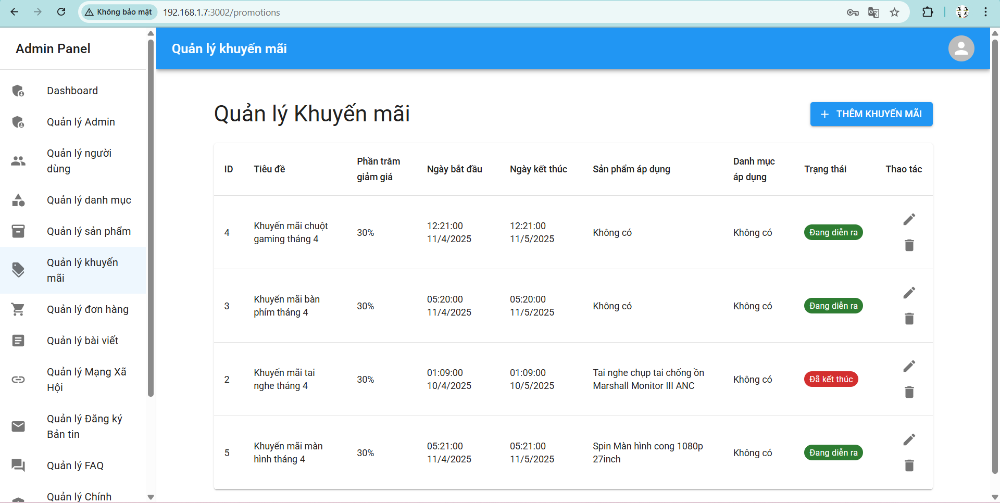 Không bảo mật
192.168.1.7:3002/promotions
Admin Panel
Dashboard
Quản lý Admin
Quản lý người
dùng
Quản lý danh mục
Quản lý sản phẩm
Quản lý khuyến
mãi
Quản lý đơn hàng
Quản lý bài viết
Quản lý Mạng Xã
Hội
Quản lý Đăng ký
Bản tin
Quản lý FAQ
Quản lý Chính
Quản lý khuyến mãi
Quản lý Khuyến mãi
THÊM KHUYẾN MÃI
ID
Tiêu đề
Phần trăm
giảm giá
Ngày bắt đầu
Ngày kết thúc
Sản phẩm áp dụng
Danh mục
áp dụng
Trạng thái
Thao tác
4
Khuyến mãi chuột
gaming tháng 4
30%
12:21:00
11/4/2025
12:21:00
11/5/2025
Không có
Không có
Đang diễn ra
3
Khuyến mãi bàn
phím tháng 4
30%
05:20:00
11/4/2025
05:20:00
11/5/2025
Không có
Không có
Đang diễn ra
2
Khuyến mãi tai
nghe tháng 4
30%
01:09:00
10/4/2025
01:09:00
10/5/2025
Tai nghe chụp tai chống ồn
Marshall Monitor III ANC
Không có
Đã kết thúc
5
Khuyến mãi màn
hình tháng 4
30%
05:21:00
11/4/2025
05:21:00
11/5/2025
Spin Màn hình cong 1080p
27inch
Không có
Đang diễn ra